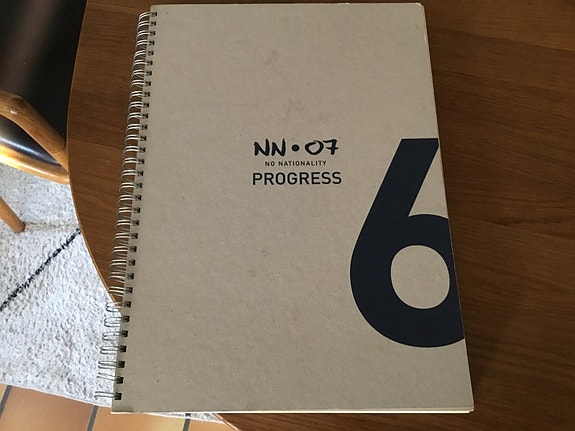 NN•07
NO NATIONALITY
PROGRESS
6